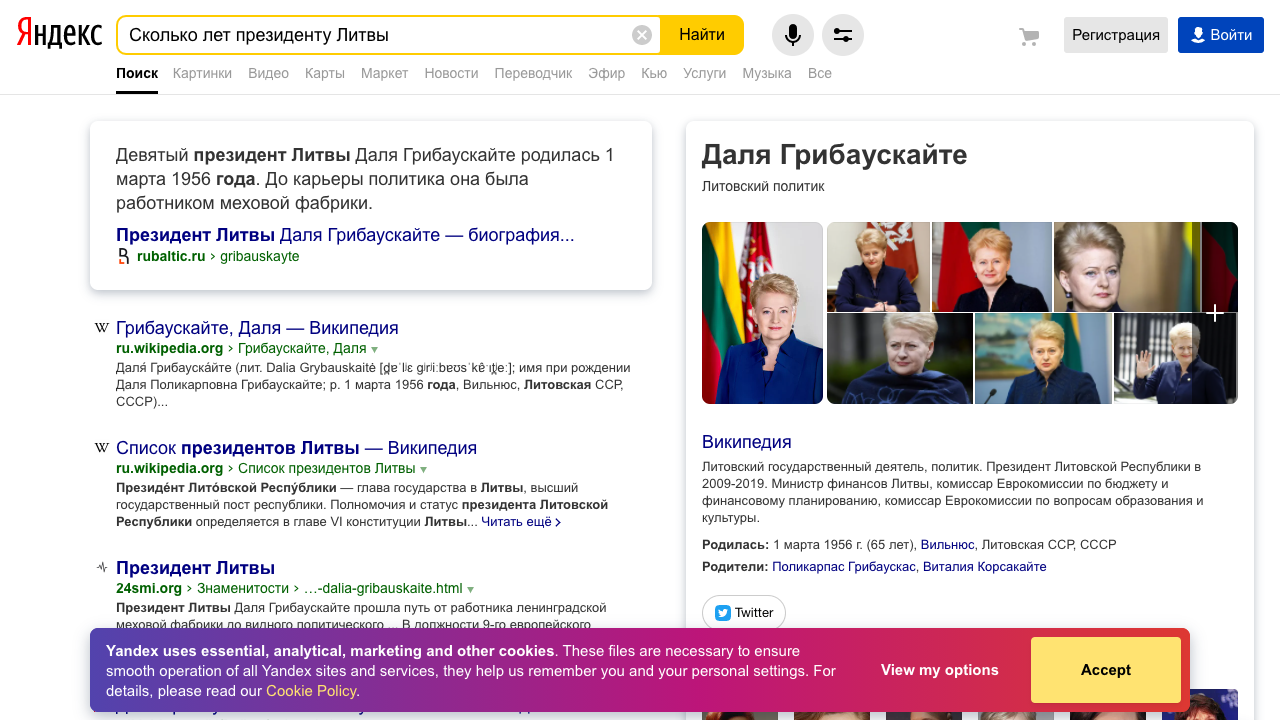 Яндекс
Сколько лет президенту Литвы
Найти
Регистрация
Войти
Поиск Картинки Видео Карты Маркет Новости Переводчик Эфир Кью Услуги Музыка Все
Девятый президент Литвы Даля Грибаускайте родилась 1
марта 1956 года. До карьеры политика она была
работником меховой фабрики.
Президент Литвы Даля Грибаускайте — биография...
rubaltic.ru › gribauskayte
Грибаускайте, Даля — Википедия
ru.wikipedia.org › Грибаускайте, Даля
Даля́ Грибауска́йте (лит. Dalia Grybauskaitė
; имя при рождении
Даля Поликарповна Грибаускайте; р. 1 марта 1956 года, Вильнюс, Литовская ССР,
СССР)...
Список президентов Литвы — Википедия
ru.wikipedia.org › Список президентов Литвы
Президе́нт Лито́вской Респу́блики — глава государства в Литвы, высший
государственный пост республики. Полномочия и статус президента Литовской
Республики определяется в главе VI конституции Литвы... Читать ещё ›
Президент Литвы
24smi.org › Знаменитости › …-dalia-gribauskaite.html
Президент Литвы Даля Грибаускайте прошла путь от работника ленинградской
меховой фабрики до видного политического ... В должности 9-го европейского
Даля Грибаускайте
Литовский политик
Википедия
Литовский государственный деятель, политик. Президент Литовской Республики в
2009-2019. Министр финансов Литвы, комиссар Еврокомиссии по бюджету и
финансовому планированию, комиссар Еврокомиссии по вопросам образования и
культуры.
Родилась: 1 марта 1956 г. (65 лет), Вильнюс, Литовская ССР, СССР
Родители: Поликарпас Грибаускас, Виталия Корсакайте
Twitter
Yandex uses essential, analytical, marketing and other cookies. These files are necessary to ensure
smooth operation of all Yandex sites and services, they help us remember you and your personal settings. For
details, please read our Cookie Policy.
View my options
Accept